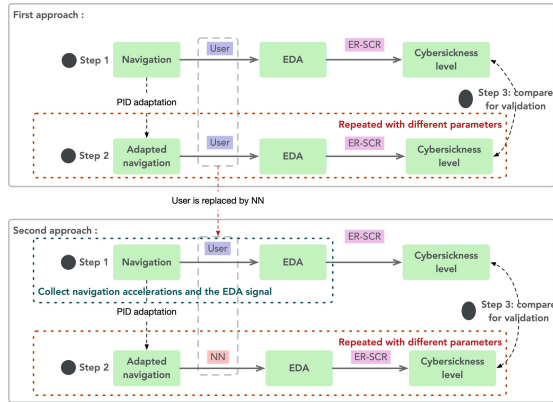 First approach :
User
ER-SCR
Step 1
Navigation
EDA
Cybersickness
level
PID adaptation
Step 3: compare
for validation
Repeated with different parameters
Step 2
Adapted
navigation
User
EDA
ER-SCR
Cybersickness
level
User is replaced by NN
Second approach :
User
ER-SCR
Step 1
Navigation
EDA
Cybersickness
level
Collect navigation accelerations and the EDA signal
PID adaptation
Step 3: compare
for validation
Repeated with different parameters
Step 2
Adapted
navigation
NN
EDA
ER-SCR
Cybersickness
level